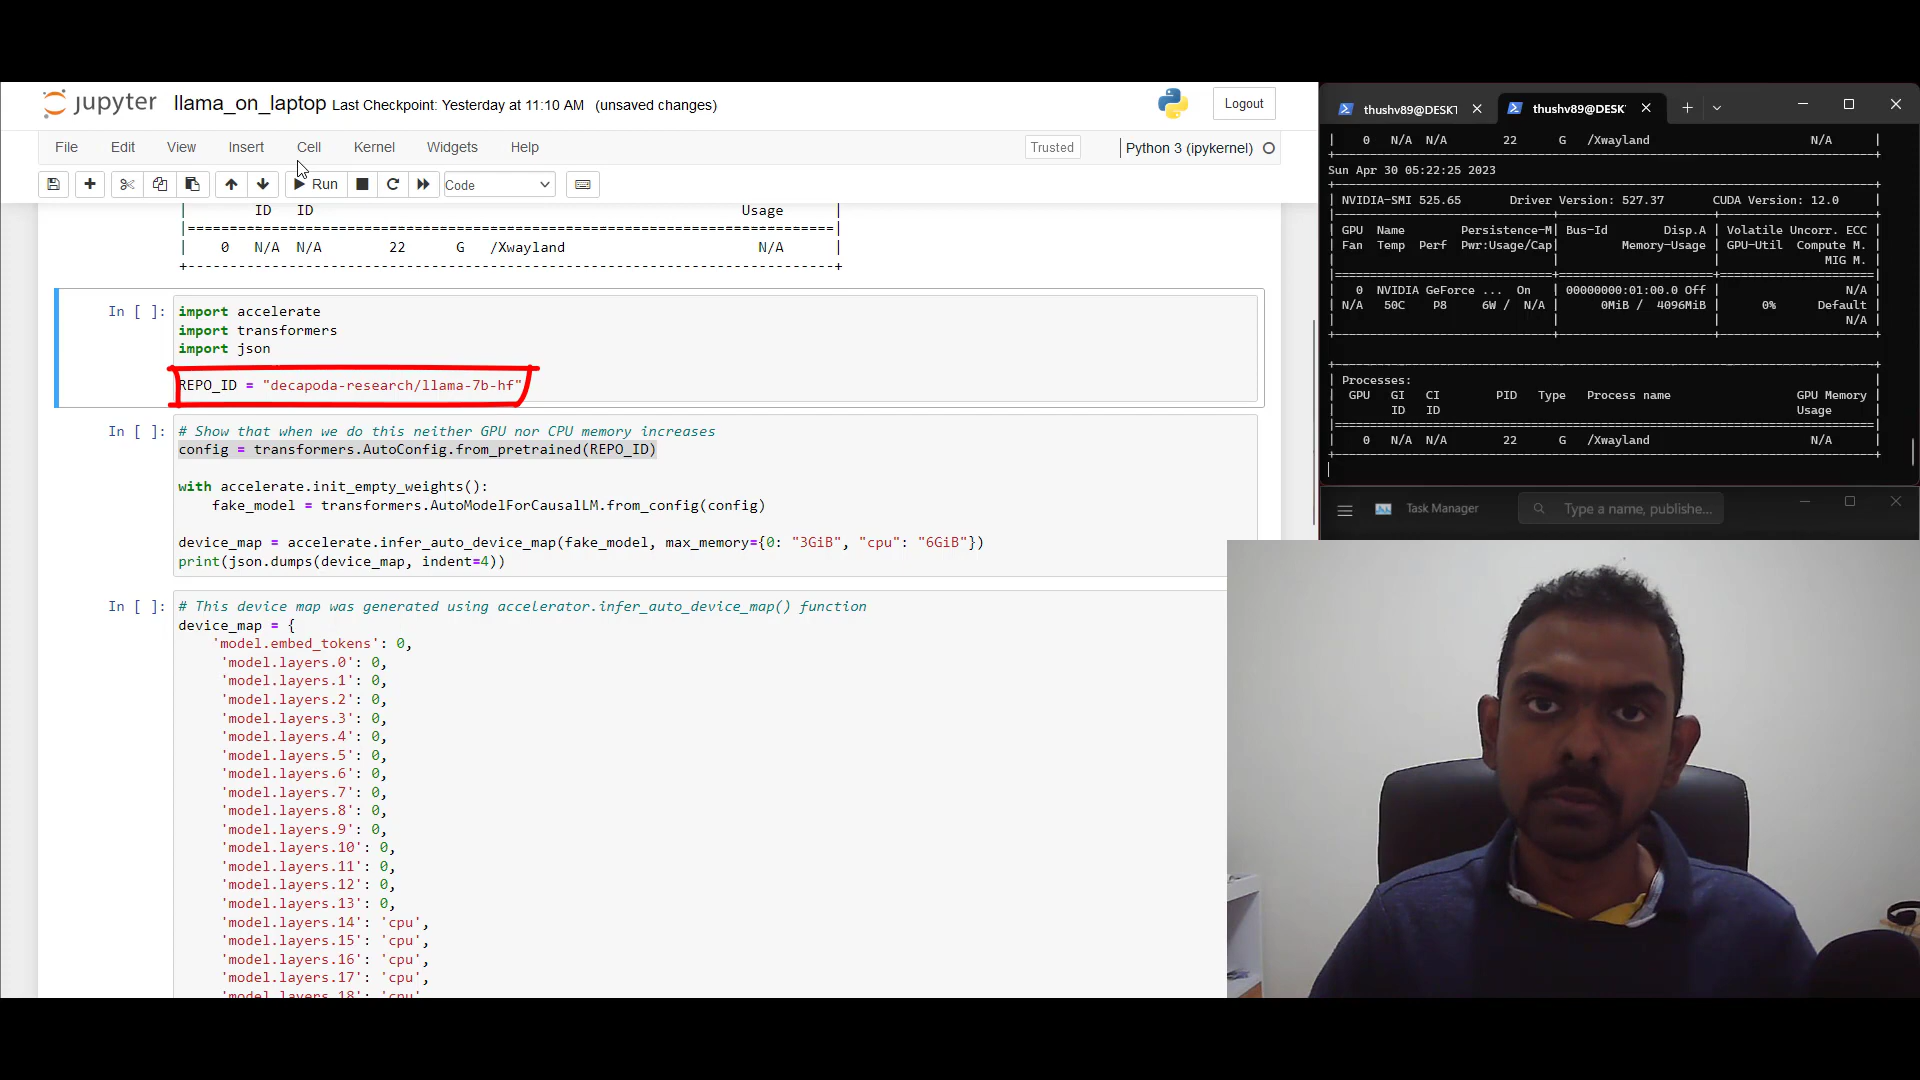 jupyter llama_on_laptop Last Checkpoint: Yesterday at 11:10 AM (unsaved changes)
Logout
File Edit View Insert Cell Kernel Widgets Help
Trusted
Python 3 (ipykernel)
Run
Code
| ID ID Usage |
|=============================================================================|
| 0 N/A N/A 22 G /Xwayland N/A |
+-----------------------------------------------------------------------------+
In [ ]:
import accelerate
import transformers
import json
REPO_ID = "decapoda-research/llama-7b-hf"
In [ ]:
# Show that when we do this neither GPU nor CPU memory increases
config = transformers.AutoConfig.from_pretrained(REPO_ID)
with accelerate.init_empty_weights():
fake_model = transformers.AutoModelForCausalLM.from_config(config)
device_map = accelerate.infer_auto_device_map(fake_model, max_memory={0: "3GiB", "cpu": "6GiB"})
print(json.dumps(device_map, indent=4))
In [ ]:
# This device map was generated using accelerator.infer_auto_device_map() function
device_map = {
'model.embed_tokens': 0,
'model.layers.0': 0,
'model.layers.1': 0,
'model.layers.2': 0,
'model.layers.3': 0,
'model.layers.4': 0,
'model.layers.5': 0,
'model.layers.6': 0,
'model.layers.7': 0,
'model.layers.8': 0,
'model.layers.9': 0,
'model.layers.10': 0,
'model.layers.11': 0,
'model.layers.12': 0,
'model.layers.13': 0,
'model.layers.14': 'cpu',
'model.layers.15': 'cpu',
'model.layers.16': 'cpu',
'model.layers.17': 'cpu',
'model.layers.18': 'cpu'
thushv89@DESKT
thushv89@DESK'
| 0 N/A N/A 22 G /Xwayland N/A |
Sun Apr 30 05:22:25 2023
| NVIDIA-SMI 525.65 Driver Version: 527.37 CUDA Version: 12.0 |
| GPU Name Persistence-M| Bus-Id Disp.A | Volatile Uncorr. ECC |
| Fan Temp Perf Pwr:Usage/Cap| Memory-Usage | GPU-Util Compute M. |
| | | MIG M. |
| 0 NVIDIA GeForce ... On | 00000000:01:00.0 Off | N/A |
| N/A 50C P8 6W / N/A | 0MiB / 4096MiB | 0% Default |
| | | N/A |
| Processes: |
| GPU GI CI PID Type Process name GPU Memory |
| ID ID Usage |
| 0 N/A N/A 22 G /Xwayland N/A |
Task Manager
Type a name, publishe...